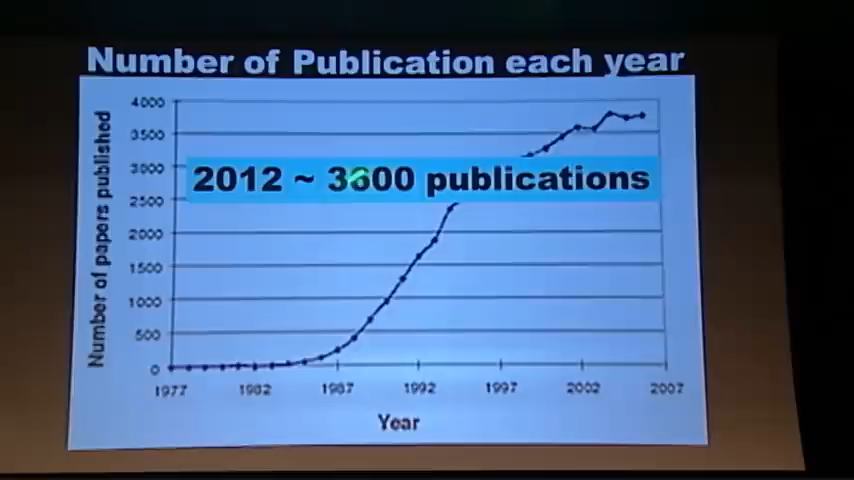 Number of Publication each year
4000
3500
3000
2500
2000
1500
1000
500
0
Number of papers published
2012 ~ 3600 publications
1977 1982 1987 1992 1997 2002 2007
Year